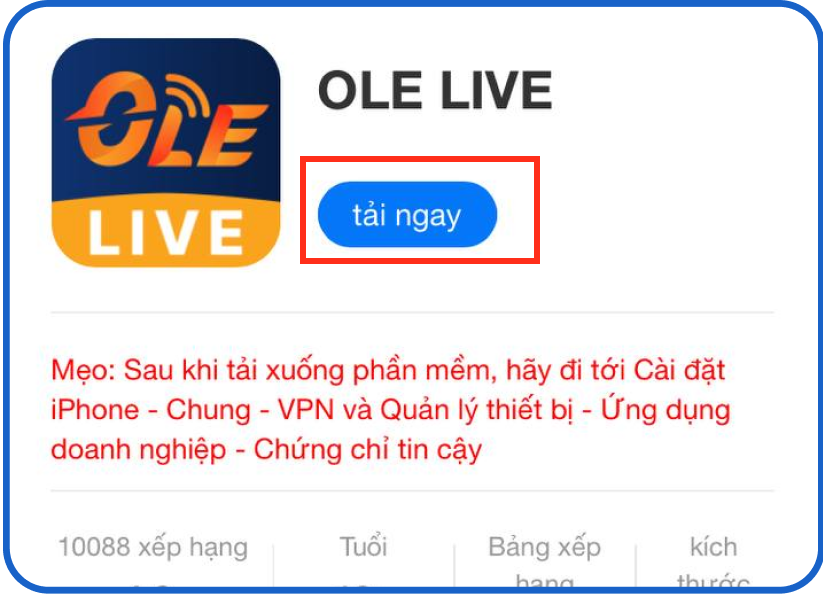 OLE
LIVE
OLE LIVE
tải ngay
Mẹo: Sau khi tải xuống phần mềm, hãy đi tới Cài đặt
iPhone - Chung - VPN và Quản lý thiết bị - Ứng dụng
doanh nghiệp - Chứng chỉ tin cậy
10088 xếp hạng
Tuổi
Bảng xếp
hạng
kích
thước